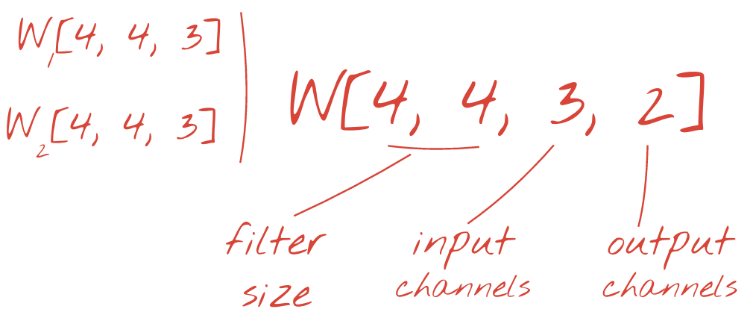 W1[4, 4, 3]
W2[4, 4, 3]
W[4, 4, 3, 2]
filter size
input channels
output channels